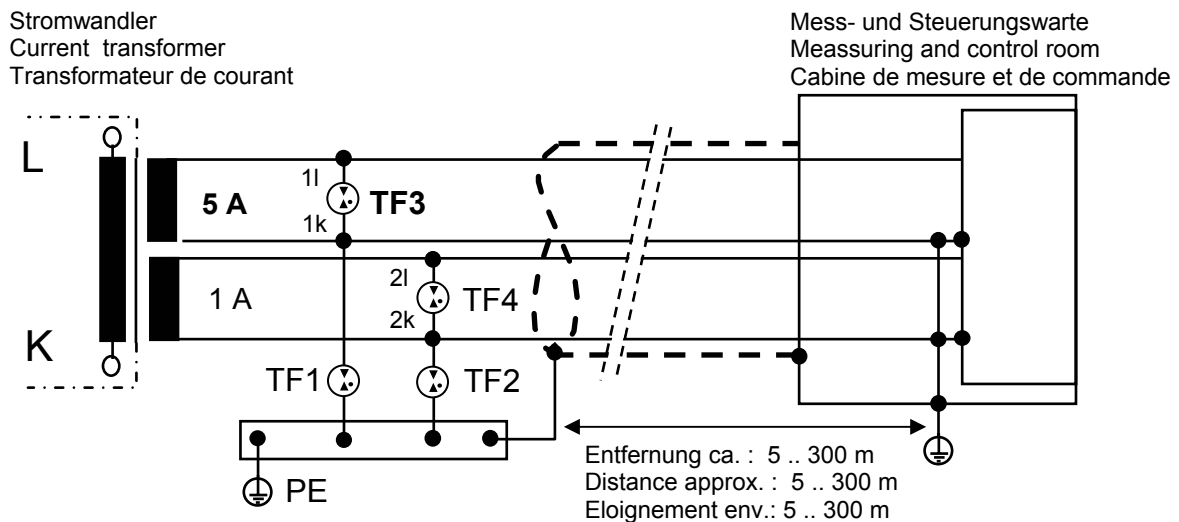 Stromwandler
Current transformer
Transformateur de courant
Mess- und Steuerungswarte
Meassuring and control room
Cabine de mesure et de commande
L
1l
5 A
TF3
1k
2l
1 A
TF4
2k
K
TF1
TF2
PE
Entfernung ca. : 5 .. 300 m
Distance approx. : 5 .. 300 m
Eloignement env.: 5 .. 300 m